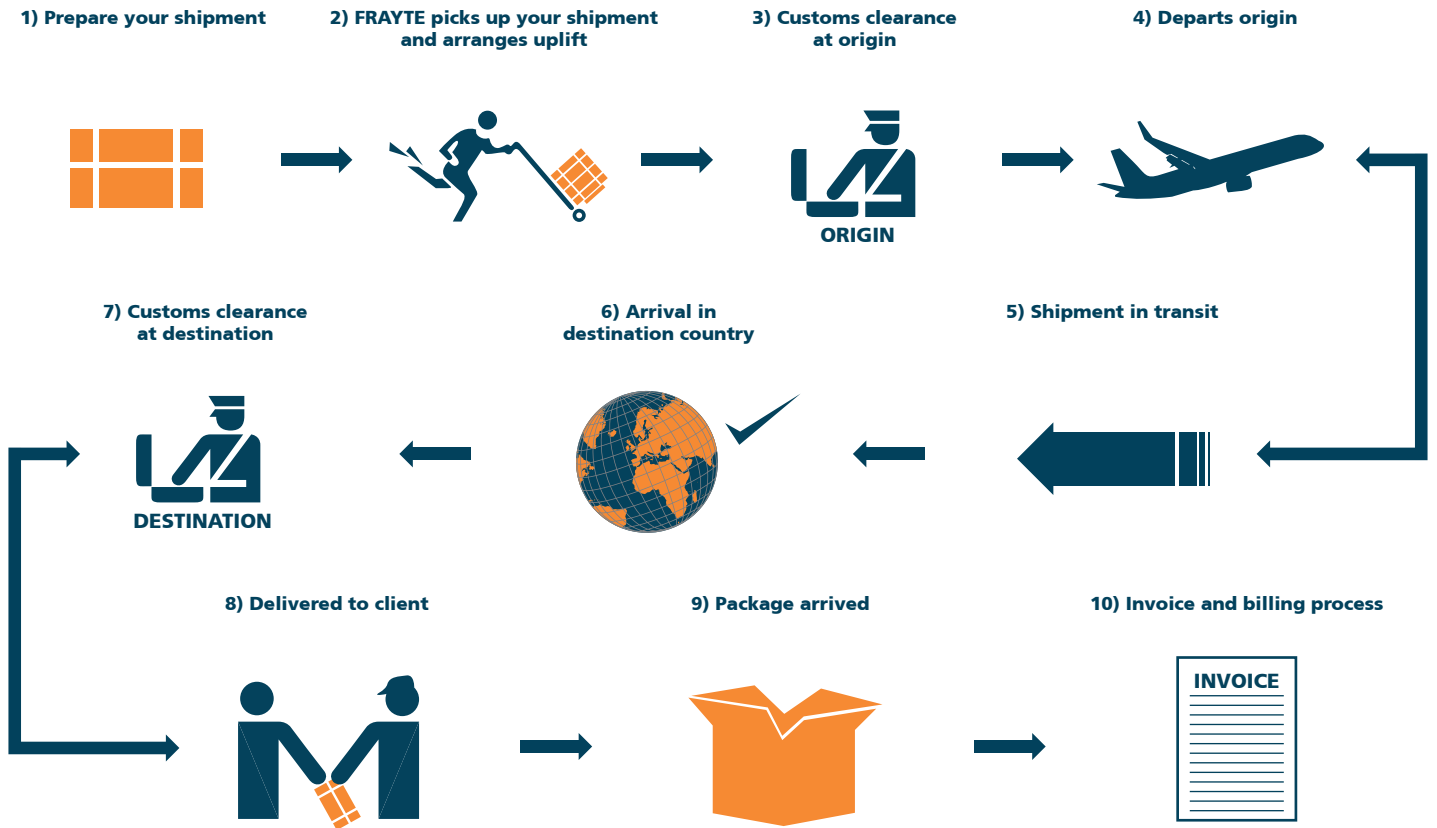 1) Prepare your shipment
2) FRAYTE picks up your shipment
and arranges uplift
3) Customs clearance
at origin
4) Departs origin
ORIGIN
5) Shipment in transit
6) Arrival in
destination country
7) Customs clearance
at destination
DESTINATION
8) Delivered to client
9) Package arrived
10) Invoice and billing process
INVOICE